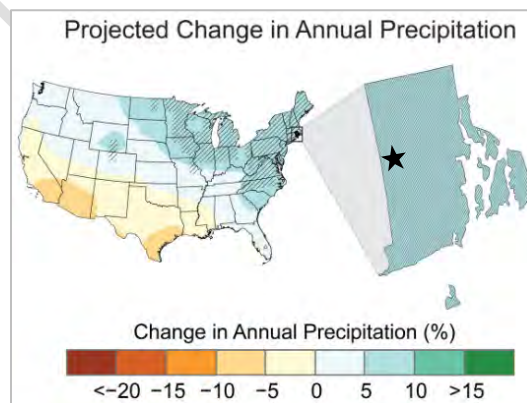 Projected Change in Annual Precipitation
Change in Annual Precipitation (%)
<−20 −15 −10 −5 0 5 10 >15